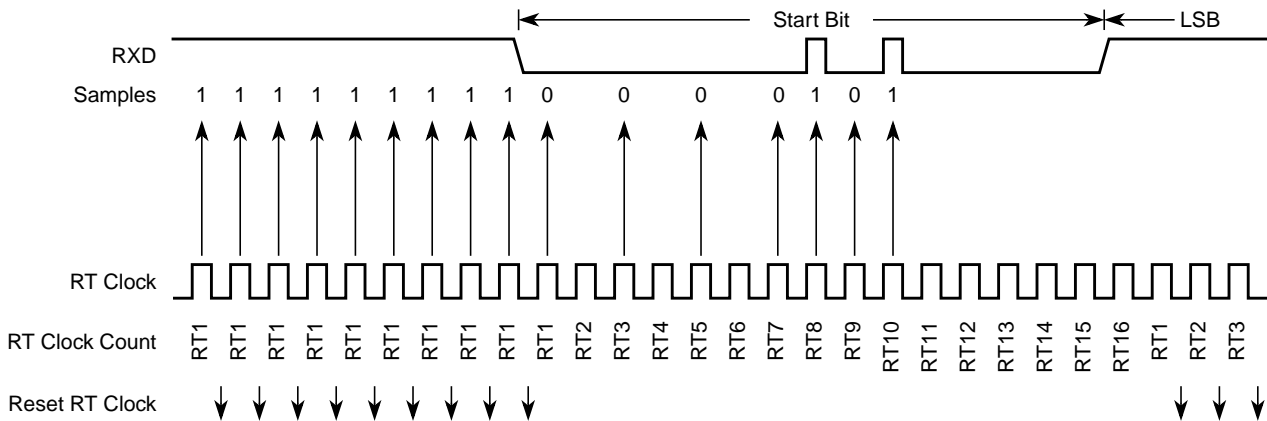 Start Bit LSB
RXD
Samples 1 1 1 1 1 1 1 1 1 0 0 0 0 1 0 1
RT Clock
RT Clock Count RT1 RT1 RT1 RT1 RT1 RT1 RT1 RT1 RT1 RT1 RT2 RT3 RT4 RT5 RT6 RT7 RT8 RT9 RT10 RT11 RT12 RT13 RT14 RT15 RT16 RT1 RT2 RT3
Reset RT Clock